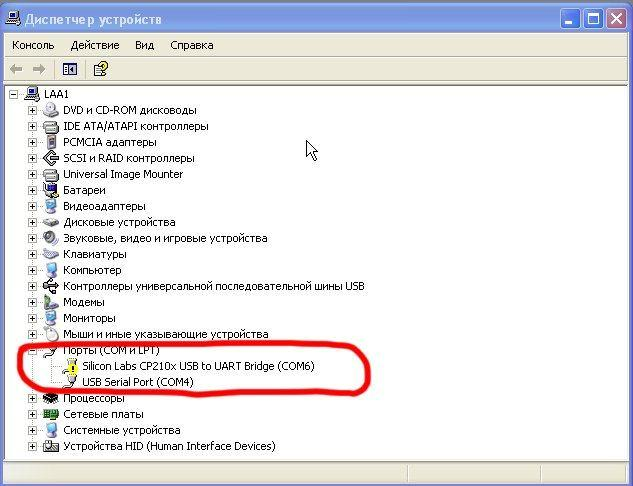 Диспетчер устройств
Консоль Действие Вид Справка
LAA1
DVD и CD-ROM дисководы
IDE ATA/ATAPI контроллеры
PCMCIA адаптеры
SCSI и RAID контроллеры
Universal Image Mounter
Батареи
Видеоадаптеры
Дисковые устройства
Звуковые, видео и игровые устройства
Клавиатуры
Компьютер
Контроллеры универсальной последовательной шины USB
Модемы
Мониторы
Мыши и иные указывающие устройства
Порты (COM и LPT)
Silicon Labs CP210x USB to UART Bridge (COM6)
USB Serial Port (COM4)
Процессоры
Сетевые платы
Системные устройства
Устройства HID (Human Interface Devices)